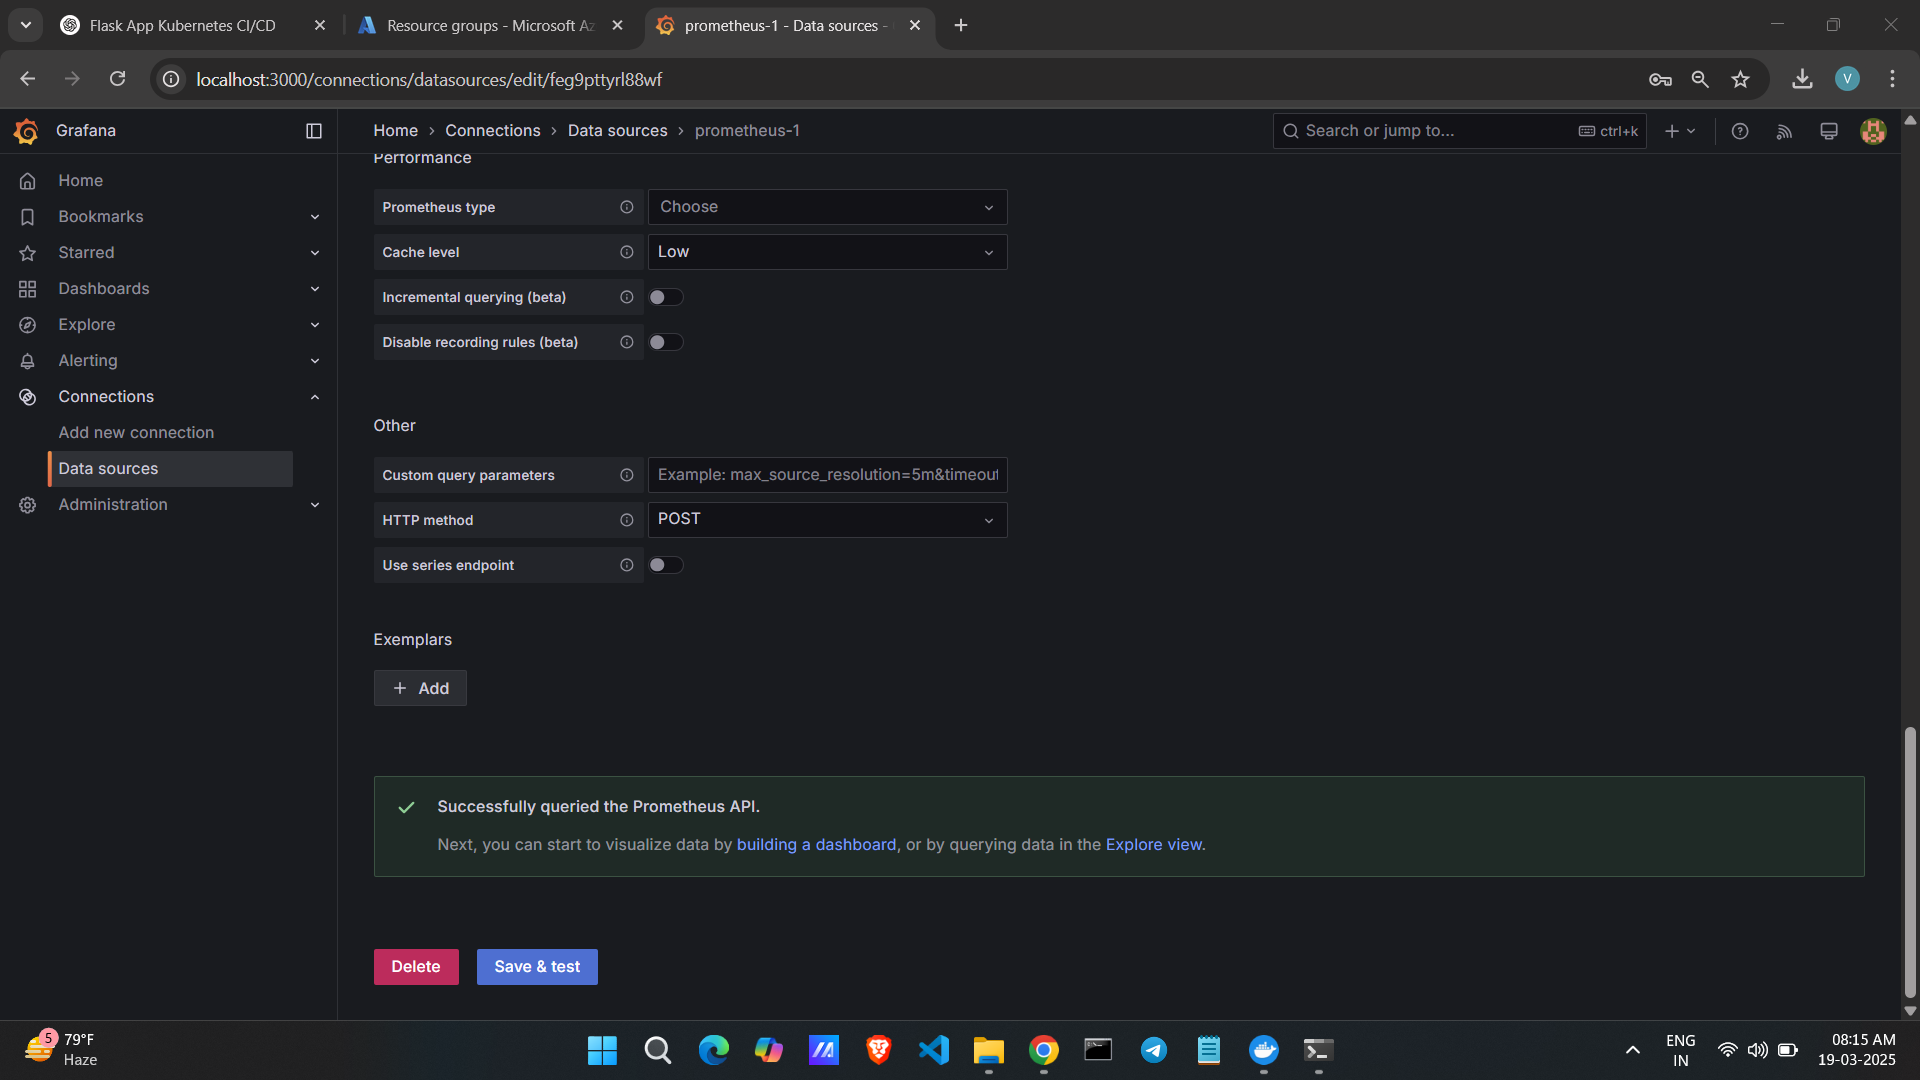 Flask App Kubernetes CI/CD
Resource groups - Microsoft Az
prometheus-1 - Data sources -
localhost:3000/connections/datasources/edit/feg9pttyrl88wf
V
Grafana
Home › Connections › Data sources › prometheus-1
Search or jump to...
ctrl+k
Home
Bookmarks
Starred
Dashboards
Explore
Alerting
Connections
Add new connection
Data sources
Administration
Performance
Prometheus type
Choose
Cache level
Low
Incremental querying (beta)
Disable recording rules (beta)
Other
Custom query parameters
Example: max_source_resolution=5m&timeout
HTTP method
POST
Use series endpoint
Exemplars
+ Add
Successfully queried the Prometheus API.
Next, you can start to visualize data by building a dashboard, or by querying data in the Explore view.
Delete
Save & test
5
79°F
Haze
ENG
IN
08:15 AM
19-03-2025